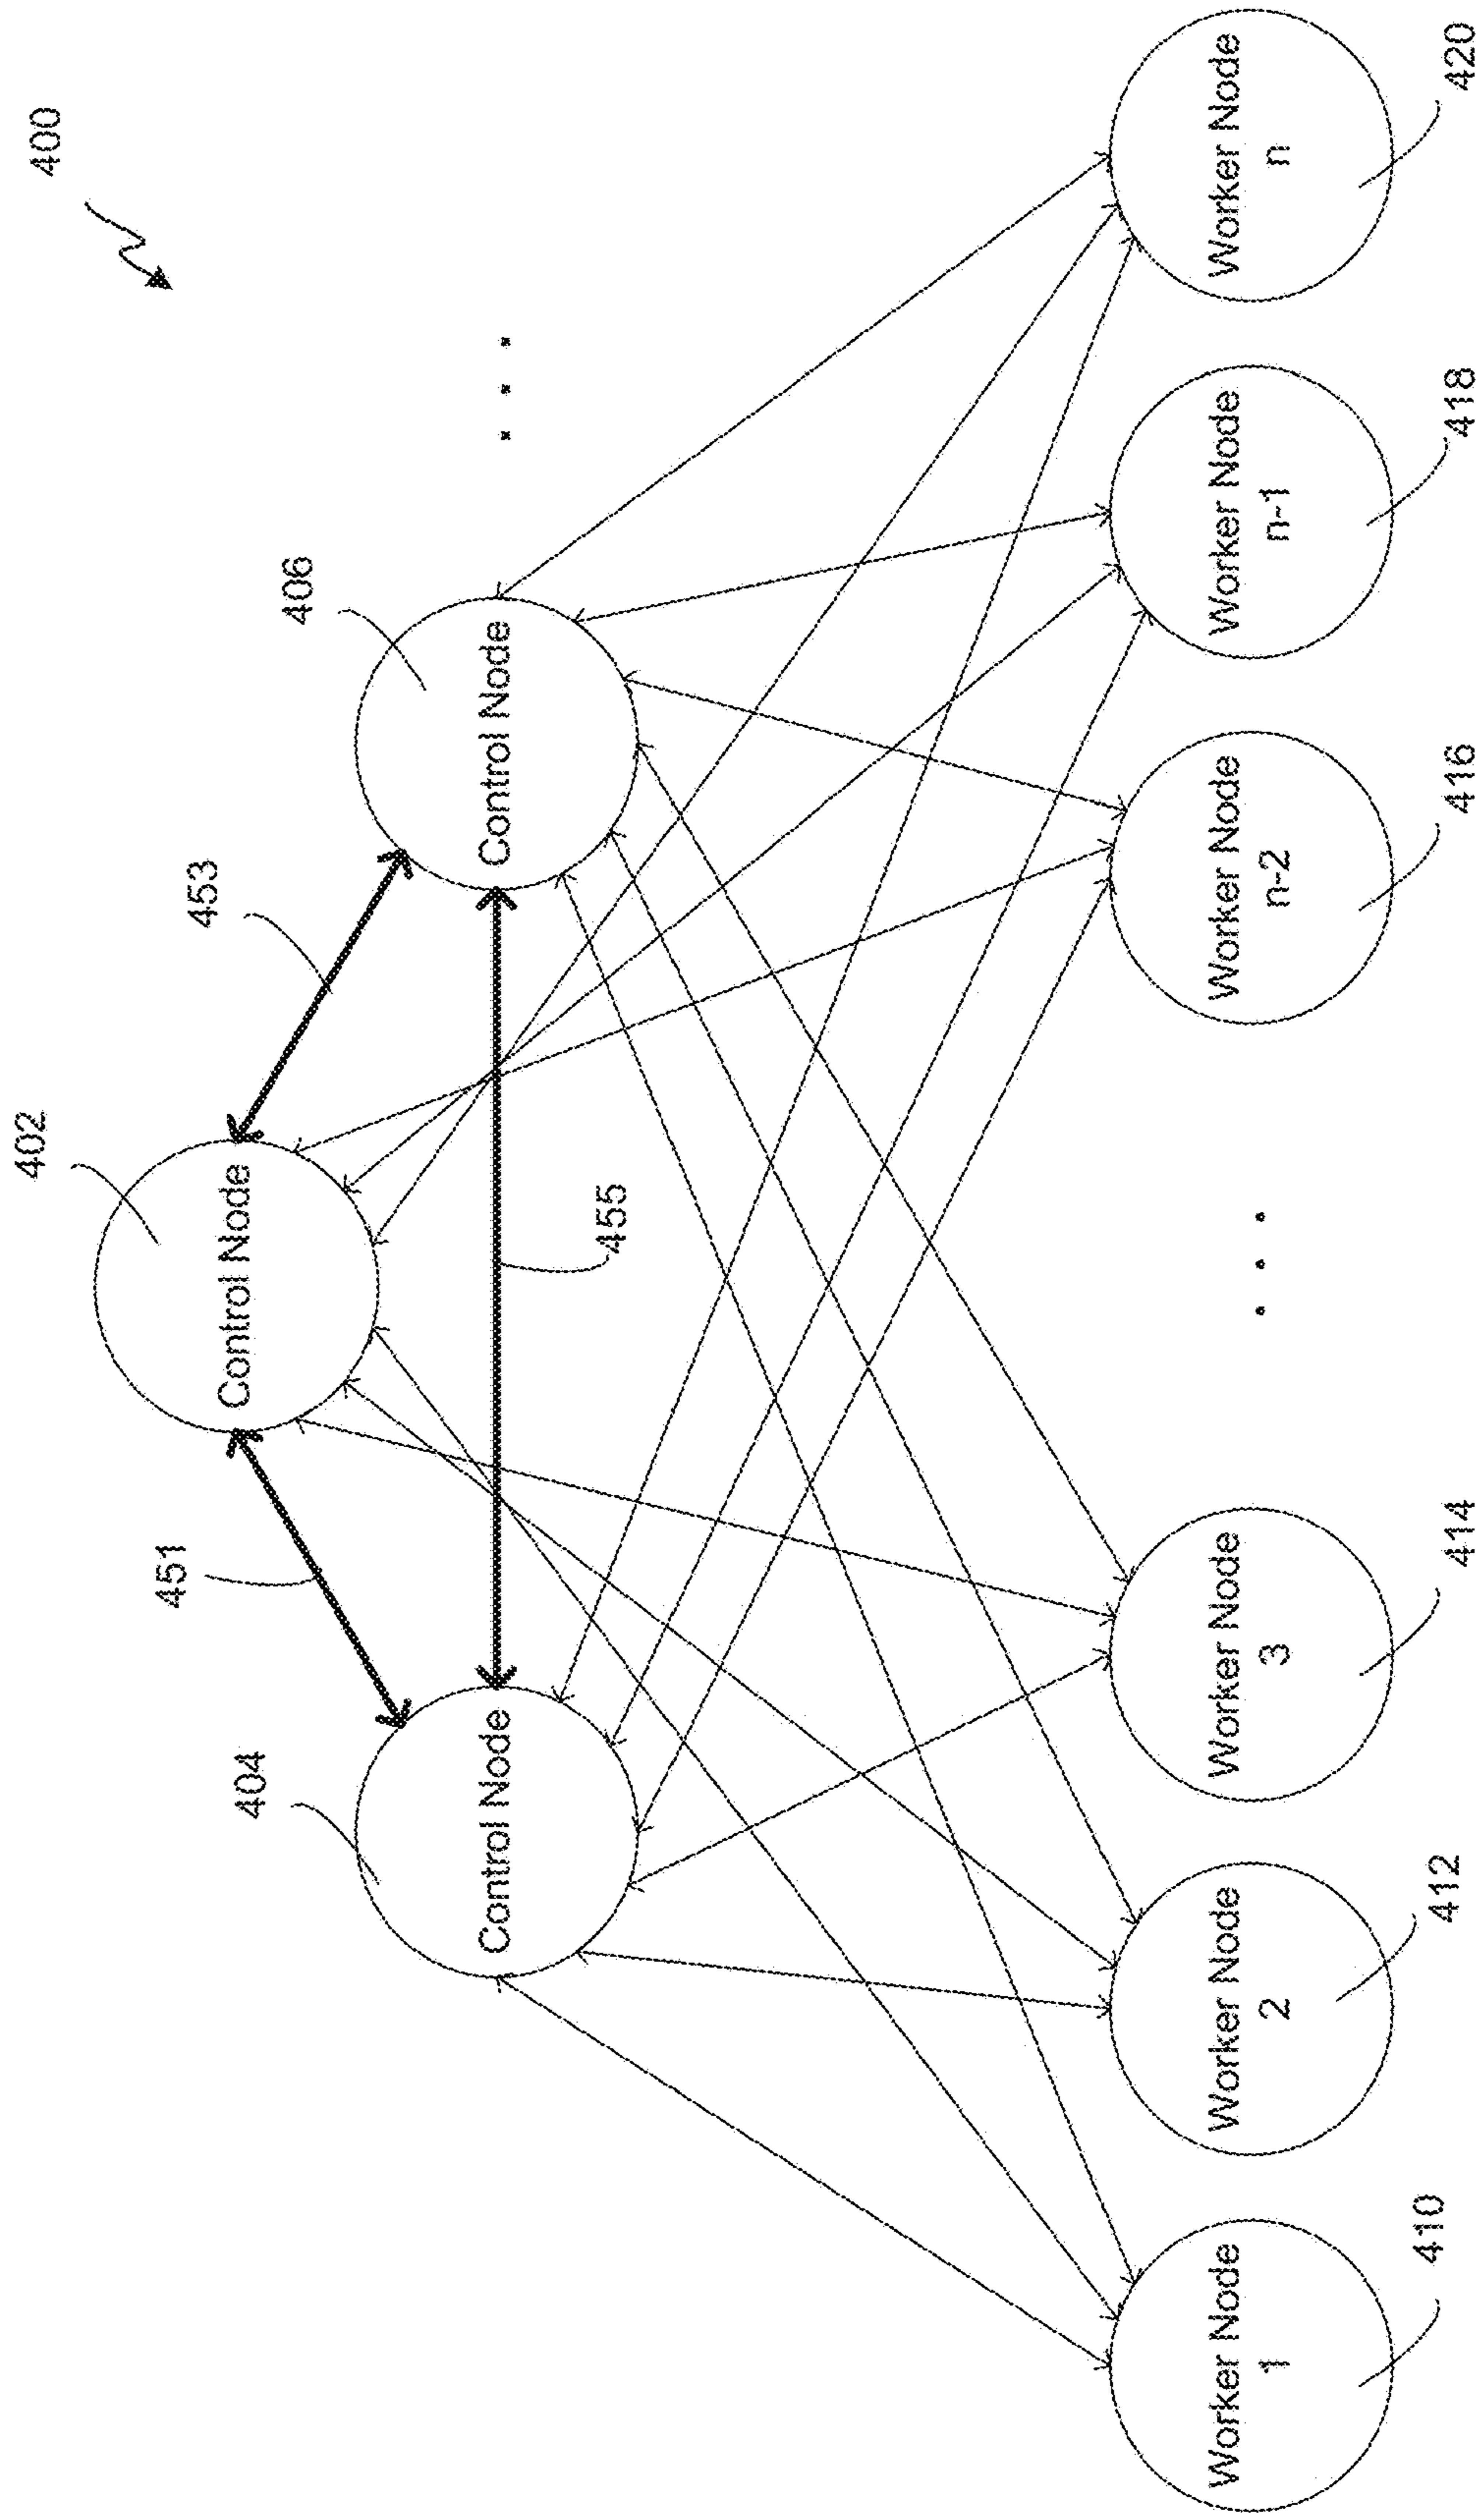 400
402
Control Node
451
453
404
Control Node
406
Control Node
. . .
455
Worker Node
1
Worker Node
2
Worker Node
3
. . .
Worker Node
n-2
Worker Node
n-1
Worker Node
n
410
412
414
416
418
420